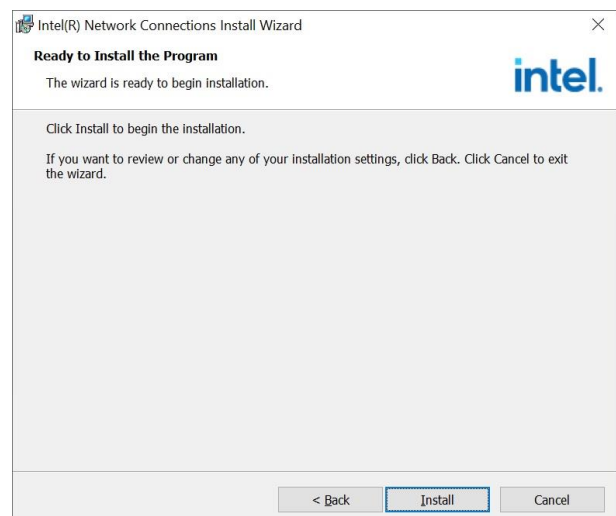 Intel(R) Network Connections Install Wizard
Ready to Install the Program
The wizard is ready to begin installation.
intel.
Click Install to begin the installation.
If you want to review or change any of your installation settings, click Back. Click Cancel to exit
the wizard.
< Back
Install
Cancel